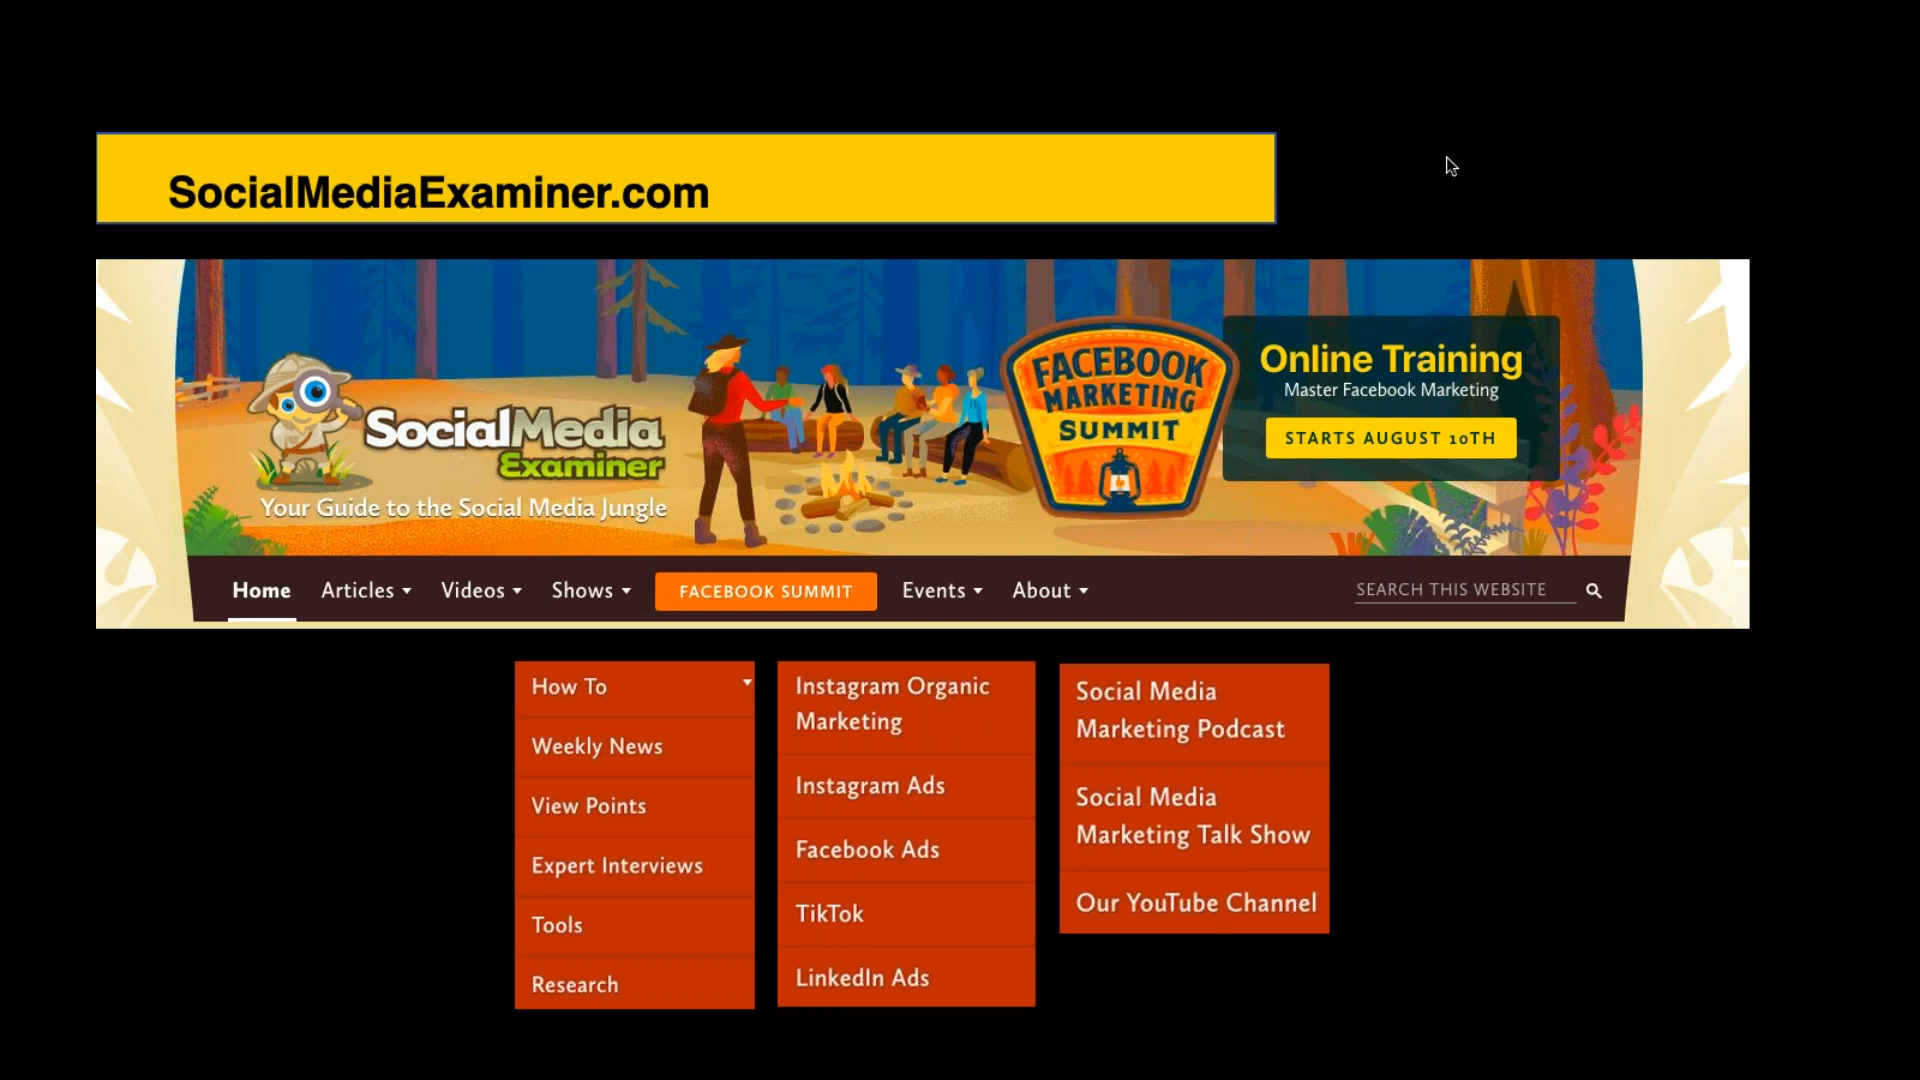 SocialMediaExaminer.com
SocialMedia
Examiner
Your Guide to the Social Media Jungle
FACEBOOK
MARKETING
SUMMIT
Online Training
Master Facebook Marketing
STARTS AUGUST 10TH
Home Articles Videos Shows FACEBOOK SUMMIT Events About SEARCH THIS WEBSITE
How To
Weekly News
View Points
Expert Interviews
Tools
Research
Instagram Organic
Marketing
Instagram Ads
Facebook Ads
TikTok
LinkedIn Ads
Social Media
Marketing Podcast
Social Media
Marketing Talk Show
Our YouTube Channel